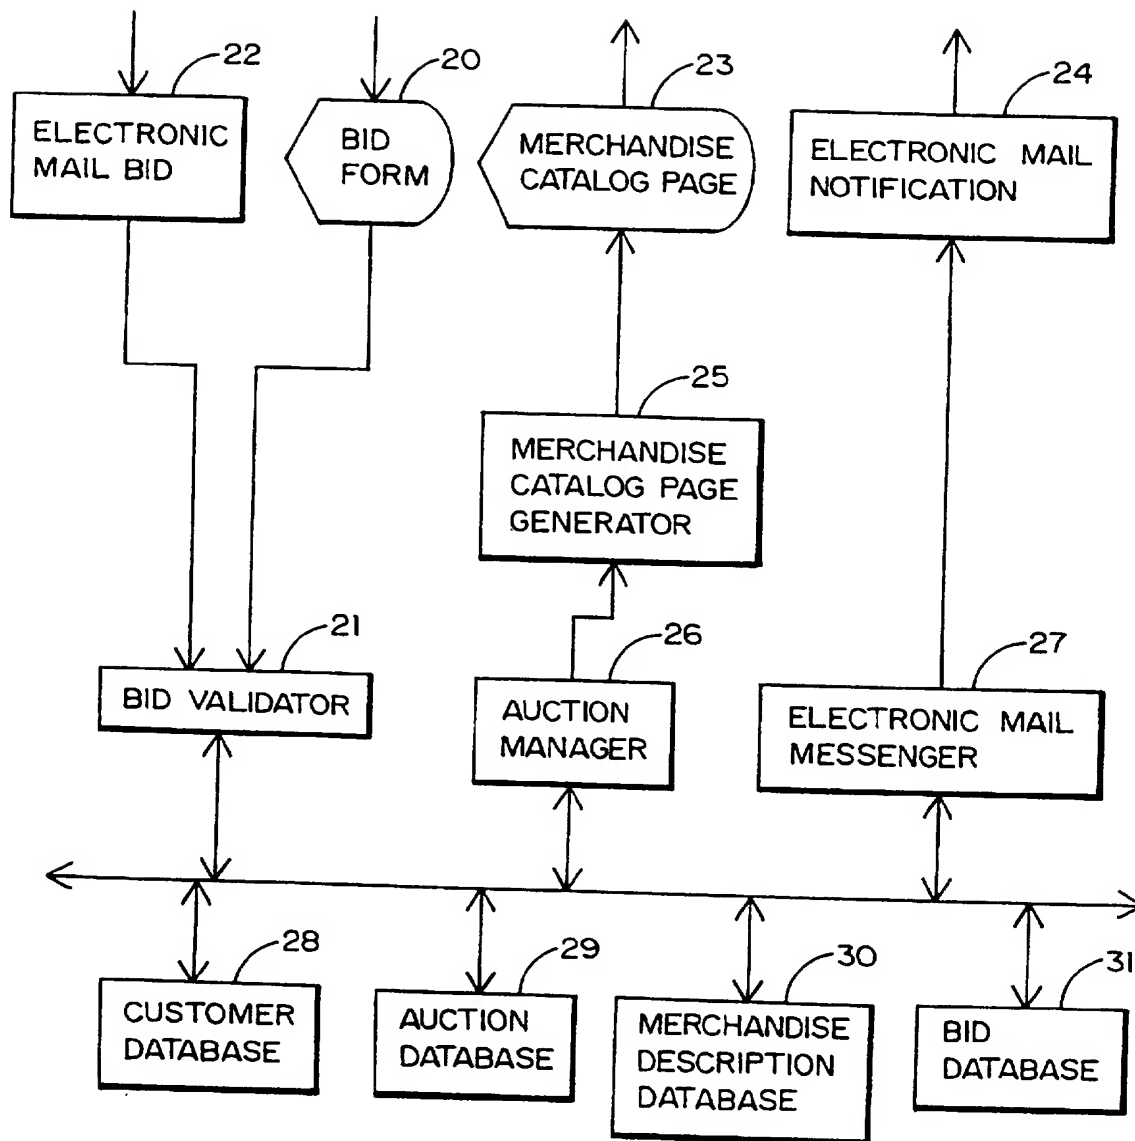 22
20
23
24
ELECTRONIC
MAIL BID
BID
FORM
MERCHANDISE
CATALOG PAGE
ELECTRONIC MAIL
NOTIFICATION
25
MERCHANDISE
CATALOG PAGE
GENERATOR
21
26
27
BID VALIDATOR
AUCTION
MANAGER
ELECTRONIC MAIL
MESSENGER
28
29
30
31
CUSTOMER
DATABASE
AUCTION
DATABASE
MERCHANDISE
DESCRIPTION
DATABASE
BID
DATABASE